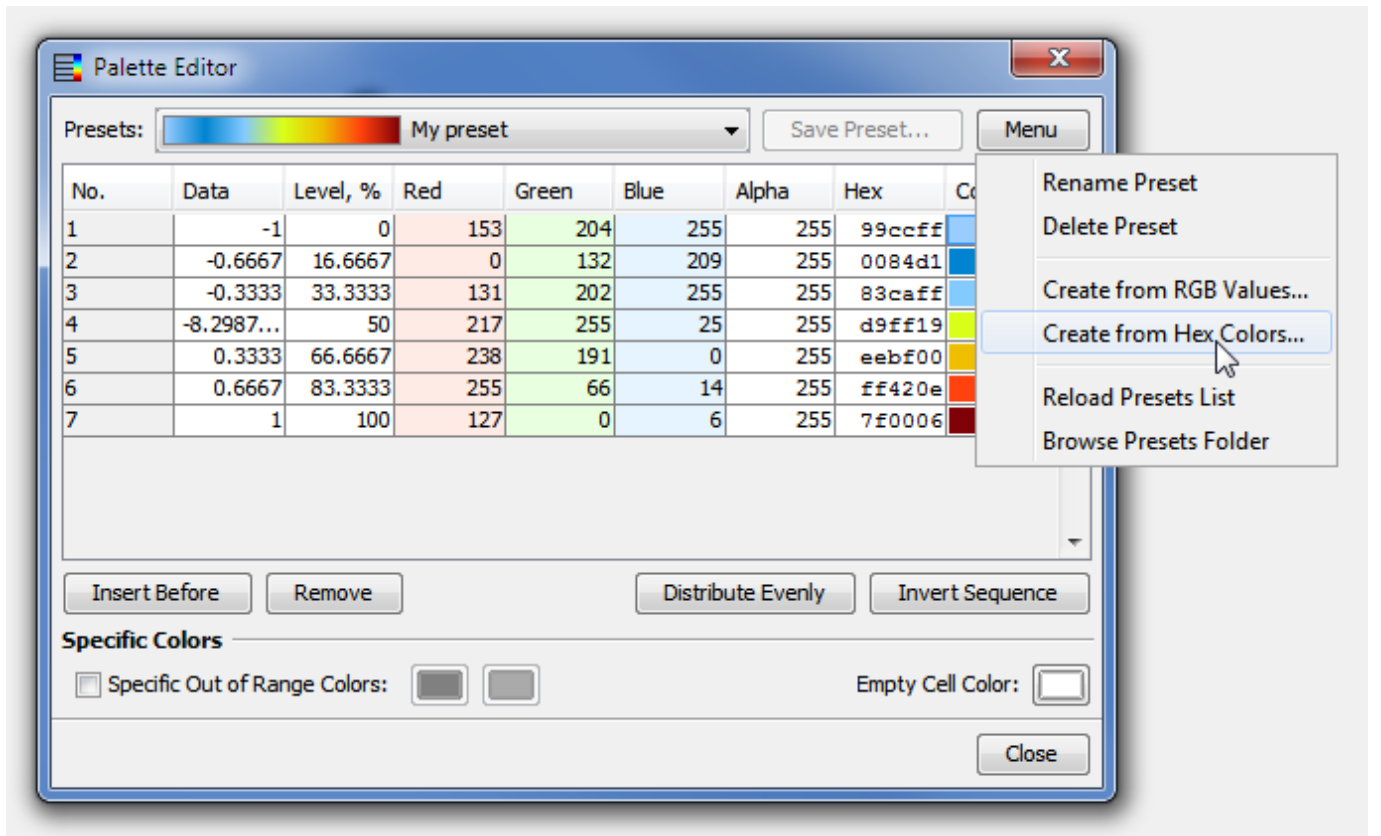 Palette Editor
Presets: My preset Save Preset... Menu
No. Data Level, % Red Green Blue Alpha Hex
1 -1 0 153 204 255 255 99ccff
2 -0.6667 16.6667 0 132 209 255 0084d1
3 -0.3333 33.3333 131 202 255 255 83caff
4 -8.2987... 50 217 255 25 255 d9ff19
5 0.3333 66.6667 238 191 0 255 eebf00
6 0.6667 83.3333 255 66 14 255 ff420e
7 1 100 127 0 6 255 7f0006
Rename Preset
Delete Preset
Create from RGB Values...
Create from Hex Colors...
Reload Presets List
Browse Presets Folder
Insert Before Remove Distribute Evenly Invert Sequence
Specific Colors
Specific Out of Range Colors: Empty Cell Color:
Close